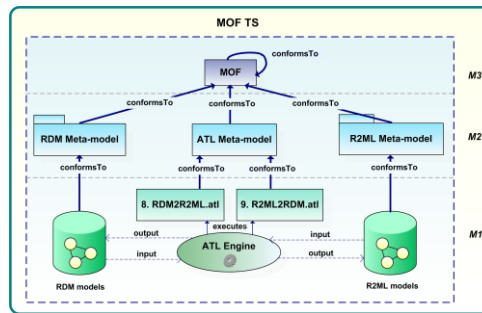 MOF TS
conformsTo
MOF
M3
conformsTo
conformsTo
conformsTo
RDM Meta-model
ATL Meta-model
R2ML Meta-model
M2
conformsTo
conformsTo
conformsTo
conformsTo
8. RDM2R2ML.atl
9. R2ML2RDM.atl
executes
output
input
M1
ATL Engine
input
output
RDM models
R2ML models